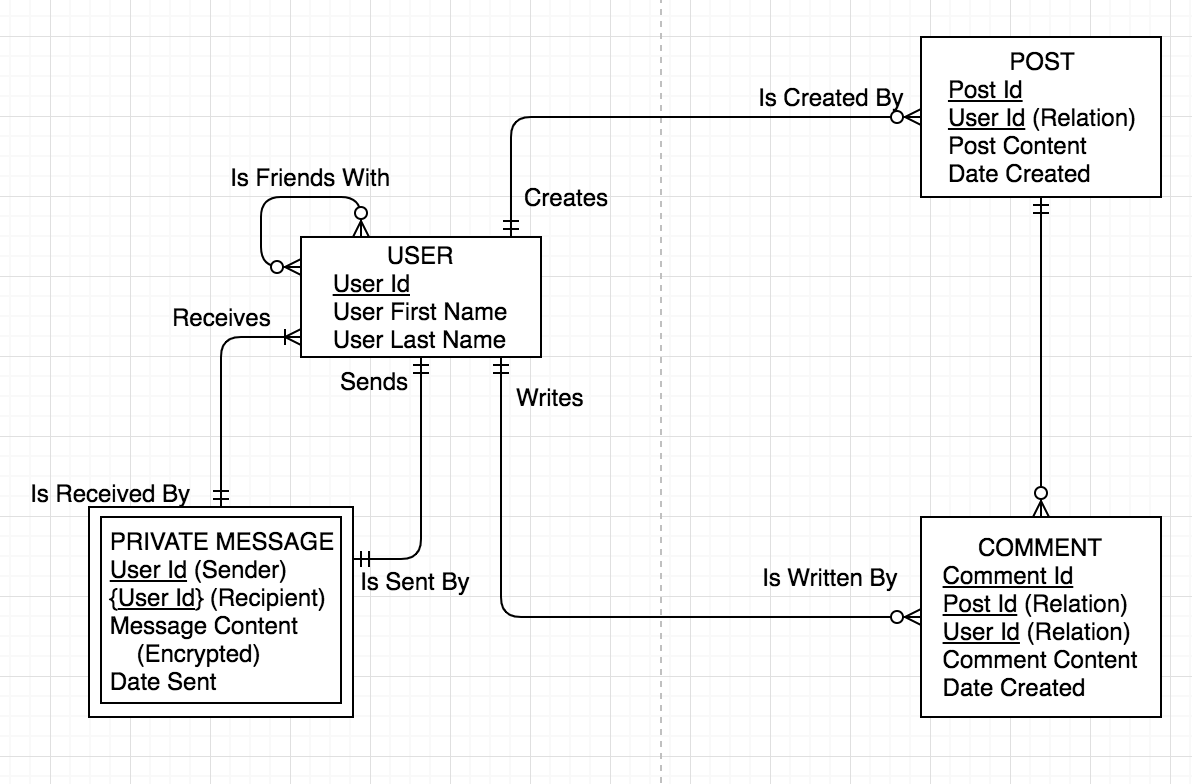 POST
Post Id
User Id (Relation)
Post Content
Date Created
Is Created By
Creates
Is Friends With
USER
User Id
User First Name
User Last Name
Receives
Sends
Writes
Is Received By
PRIVATE MESSAGE
User Id (Sender)
{User Id} (Recipient)
Message Content
(Encrypted)
Date Sent
Is Sent By
Is Written By
COMMENT
Comment Id
Post Id (Relation)
User Id (Relation)
Comment Content
Date Created